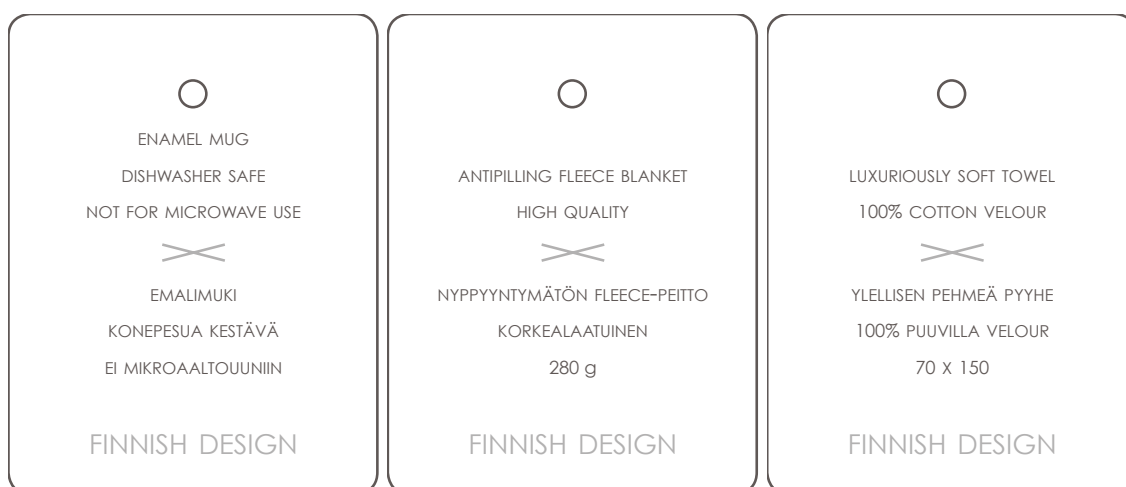 ENAMEL MUG
DISHWASHER SAFE
NOT FOR MICROWAVE USE
EMALIMUKI
KONEPESUA KESTÄVÄ
EI MIKROAALTOUUNIIN
FINNISH DESIGN
ANTIPILLING FLEECE BLANKET
HIGH QUALITY
NYPPYYNTYMÄTÖN FLEECE-PEITTO
KORKEALAATUINEN
280 g
FINNISH DESIGN
LUXURIOUSLY SOFT TOWEL
100% COTTON VELOUR
YLELLISEN PEHMEÄ PYYHE
100% PUUVILLA VELOUR
70 X 150
FINNISH DESIGN